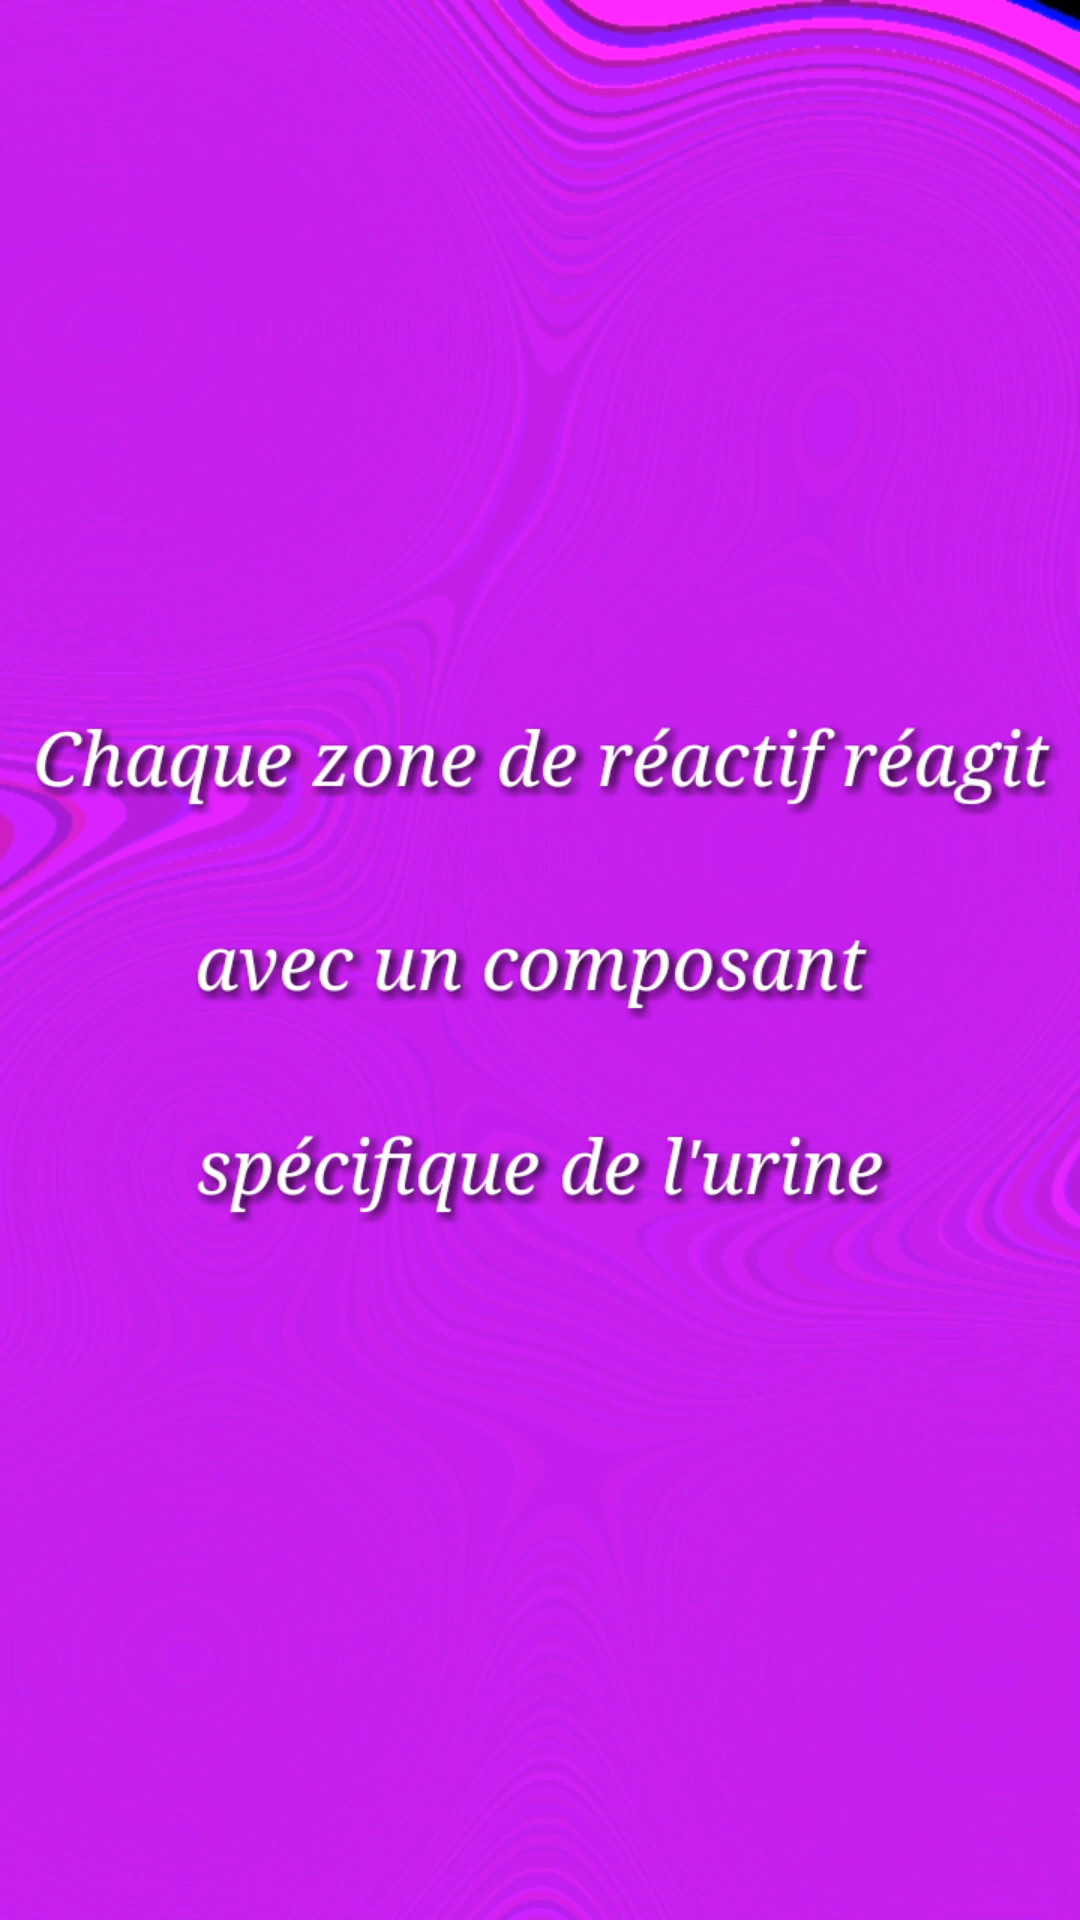 Chaque zone de réactif réagit
avec un composant
spécifique de l'urine